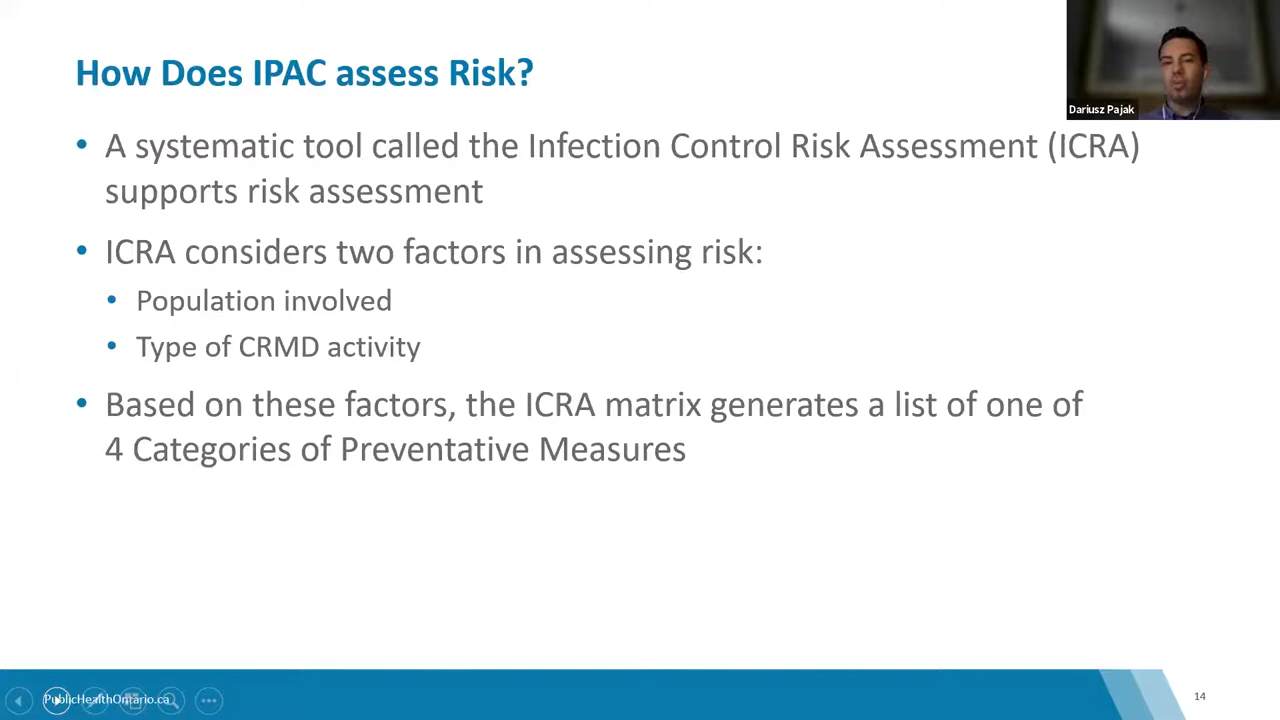 How Does IPAC assess Risk?
Dariusz Pajak
• A systematic tool called the Infection Control Risk Assessment (ICRA)
supports risk assessment
• ICRA considers two factors in assessing risk:
• Population involved
• Type of CRMD activity
• Based on these factors, the ICRA matrix generates a list of one of
4 Categories of Preventative Measures
PublicHealthOntario.ca
14